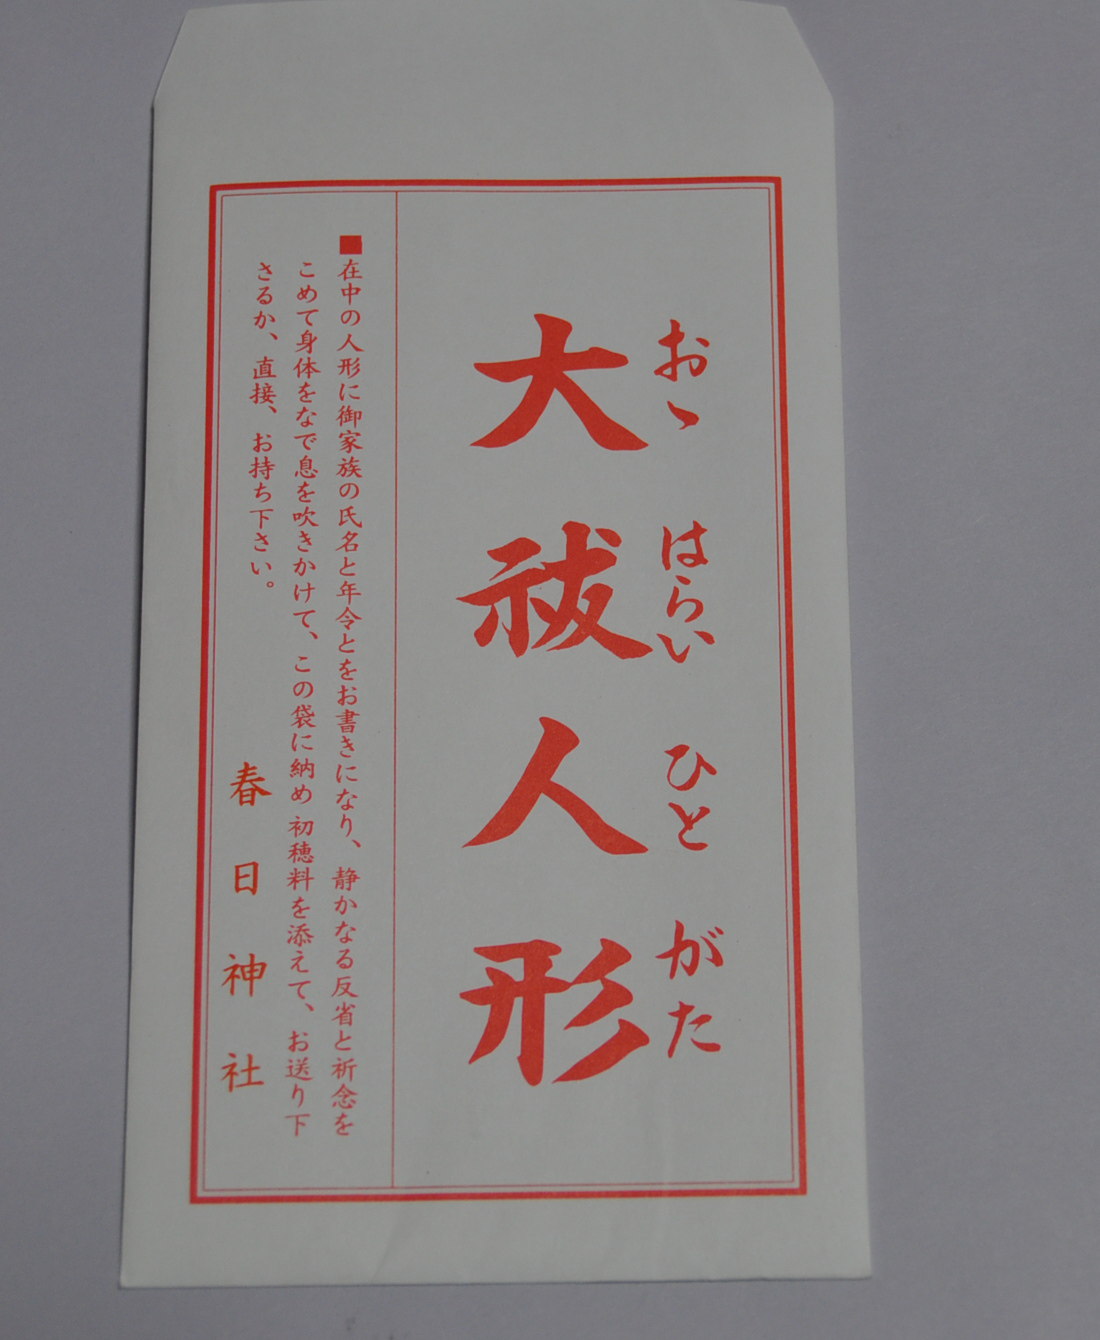 おゝ はらい ひと がた
大祓人形
■在中の人形に御家族の氏名と年令とをお書きになり、静かなる反省と祈念を
こめて身体をなで息を吹きかけて、この袋に納め初穂料を添えて、お送り下
さるか、直接、お持ち下さい。
春日神社